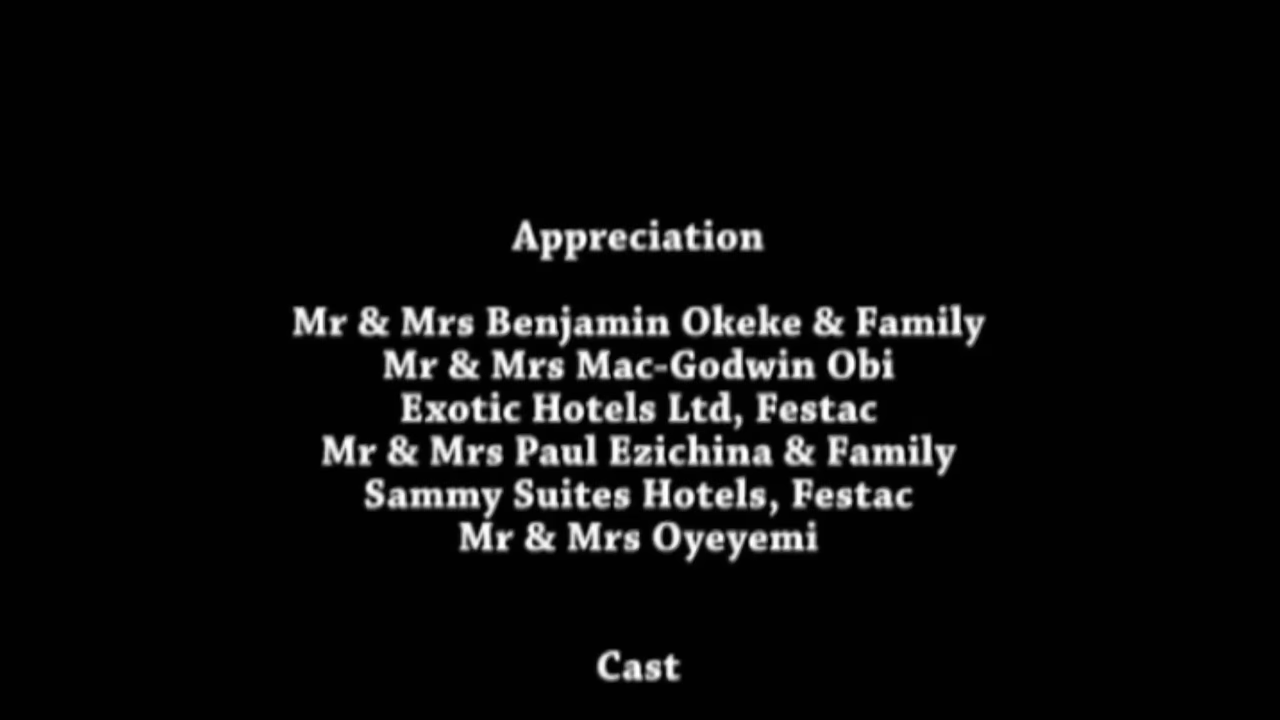 Appreciation
Mr & Mrs Benjamin Okeke & Family
Mr & Mrs Mac-Godwin Obi
Exotic Hotels Ltd, Festac
Mr & Mrs Paul Ezichina & Family
Sammy Suites Hotels, Festac
Mr & Mrs Oyeyemi
Cast